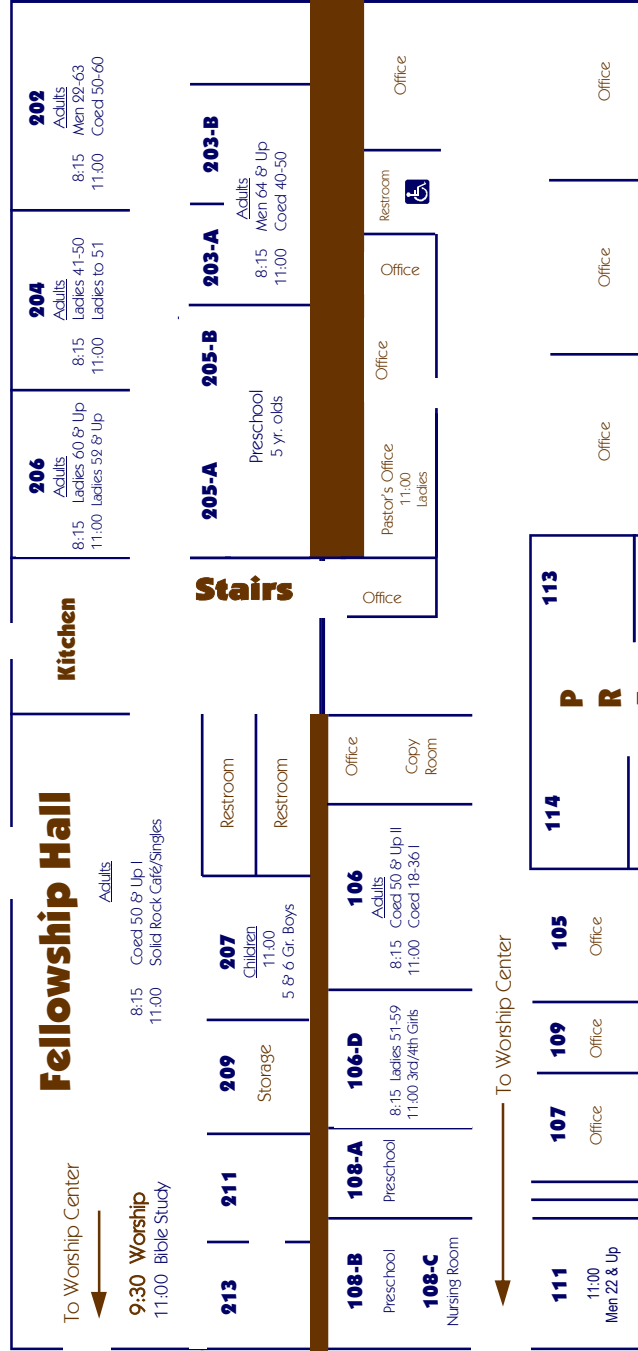 To Worship Center
9:30 Worship
11:00 Bible Study
Fellowship Hall
Adults
8:15 Coed 50 & Up I
11:00 Solid Rock Café/Singles
Kitchen
206
Adults
8:15 Ladies 60 & Up
11:00 Ladies 52 & Up
204
Adults
8:15 Ladies 41-50
11:00 Ladies to 51
202
Adults
8:15 Men 22-63
11:00 Coed 50-60
213
211
209
Storage
207
Children
11:00
5 & 6 Gr. Boys
Restroom
Restroom
Stairs
205-A
205-B
Preschool
5 yr. olds
203-A
203-B
Adults
8:15 Men 64 & Up
11:00 Coed 40-50
108-B
Preschool
108-C
Nursing Room
108-A
Preschool
106-D
8:15 Ladies 51-59
11:00 3rd/4th Girls
106
Adults
8:15 Coed 50 & Up II
11:00 Coed 18-36 I
Office
Copy
Room
Office
Pastor's Office
11:00
Ladies
Office
Office
Restroom
Office
To Worship Center
111
11:00
Men 22 & Up
107
Office
109
Office
105
Office
114
113
P
R
Office
Office
Office